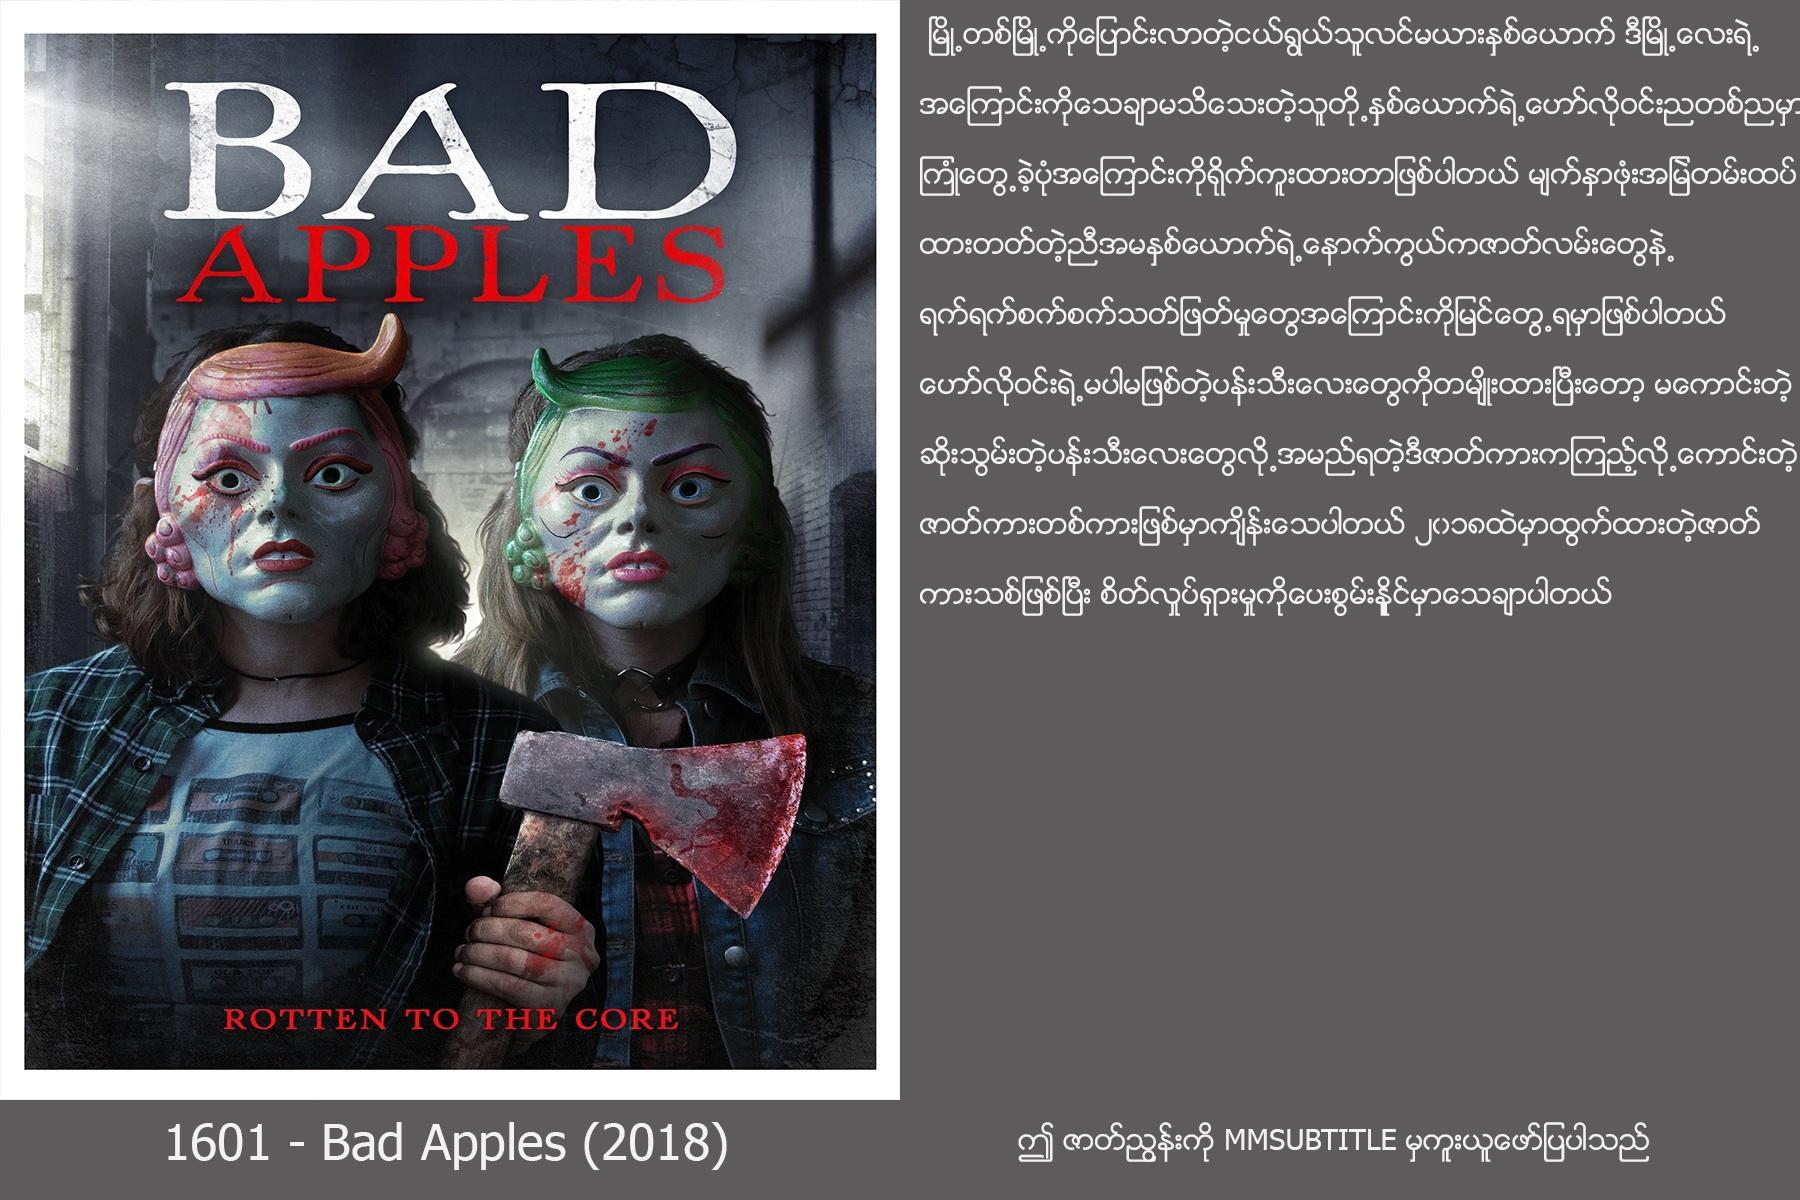 BAD
APPLES
ROTTEN TO THE CORE
1601 - Bad Apples (2018)
မြို့တစ်မြို့ကိုပြောင်းလာတဲ့ငယ်ရွယ်သူလင်မယားနှစ်ယောက် ဒီမြို့လေးရဲ့
အကြောင်းကိုသေချာမသိသေးတဲ့သူတို့နှစ်ယောက်ရဲ့ဟော်လိုဝင်းညတစ်ညမှာ
ကြုံတွေ့ခဲ့ပုံအကြောင်းကိုရိုက်ကူးထားတာဖြစ်ပါတယ် မျက်နှာဖုံးအမြဲတမ်းထပ်
ထားတတ်တဲ့ညီအမနှစ်ယောက်ရဲ့နောက်ကွယ်ကဇာတ်လမ်းတွေနဲ့
ရက်ရက်စက်စက်သတ်ဖြတ်မှုတွေအကြောင်းကိုမြင်တွေ့ရမှာဖြစ်ပါတယ်
ဟော်လိုဝင်းရဲ့မပါမဖြစ်တဲ့ပန်းသီးလေးတွေကိုတမျိုးထားပြီးတော့ မကောင်းတဲ့
ဆိုးသွမ်းတဲ့ပန်းသီးလေးတွေလို့အမည်ရတဲ့ဒီဇာတ်ကားကကြည့်လို့ကောင်းတဲ့
ဇာတ်ကားတစ်ကားဖြစ်မှာကျိန်းသေပါတယ် ၂၀၁၈ထဲမှာထွက်ထားတဲ့ဇာတ်
ကားသစ်ဖြစ်ပြီး စိတ်လှုပ်ရှားမှုကိုပေးစွမ်းနိူင်မှာသေချာပါတယ်
ဤ ဇာတ်ညွှန်းကို MMSUBTITLE မှကူးယူဖော်ပြပါသည်